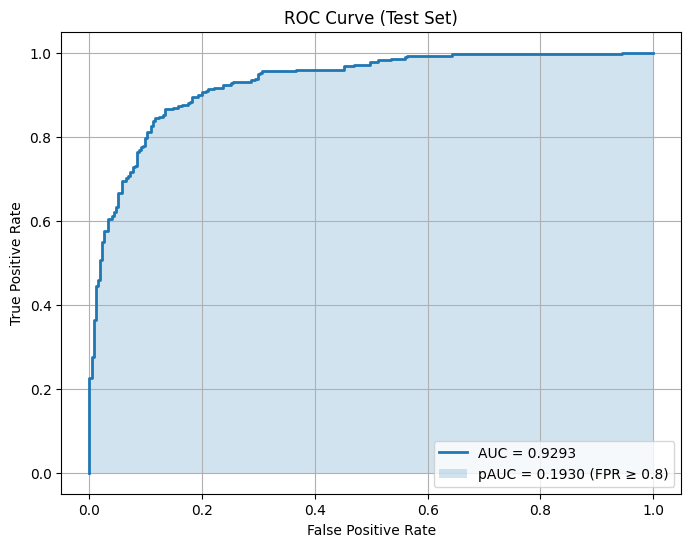 ROC Curve (Test Set)
True Positive Rate
1.0
0.8
0.6
0.4
0.2
0.0
AUC = 0.9293
pAUC = 0.1930 (FPR ≥ 0.8)
0.0 0.2 0.4 0.6 0.8 1.0
False Positive Rate